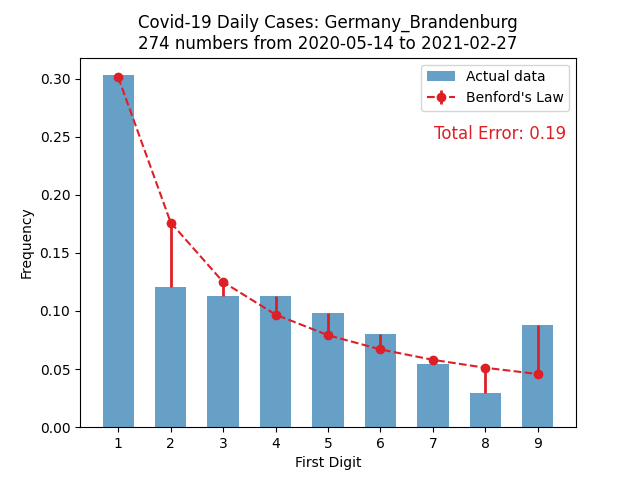 Covid-19 Daily Cases: Germany_Brandenburg
274 numbers from 2020-05-14 to 2021-02-27
Actual data
Benford's Law
Total Error: 0.19
Frequency
0.30
0.25
0.20
0.15
0.10
0.05
0.00
1 2 3 4 5 6 7 8 9
First Digit